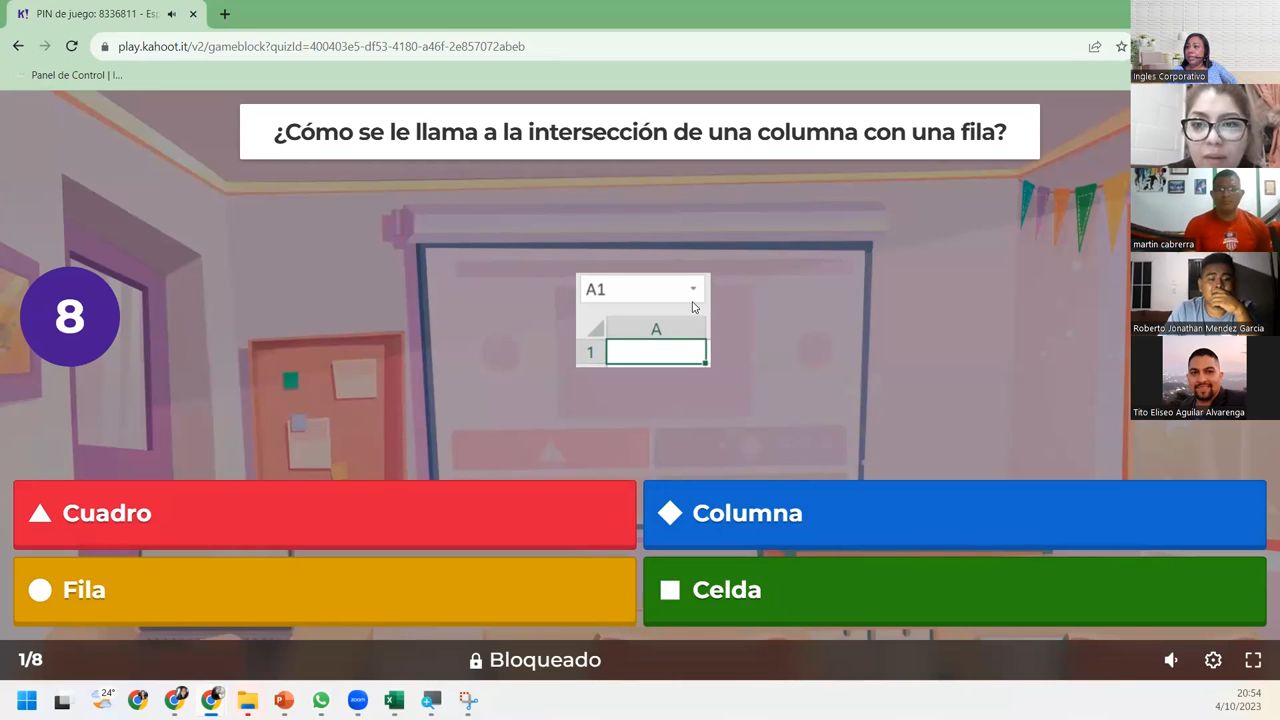 PIN de juego: 8336811 - Esp
play.kahoot.it/v2/gameblock?quizId=400403e5-df53-4180-a46f-2e857f72abeb
Panel de Control | I...
Ingles Corporativo
¿Cómo se le llama a la intersección de una columna con una fila?
martin cabrerra
A1
8
A
Roberto Jonathan Mendez Garcia
1
Tito Eliseo Aguilar Alvarenga
Cuadro
Columna
Fila
Celda
1/8
Bloqueado
24°
zoom
20:54
4/10/2023